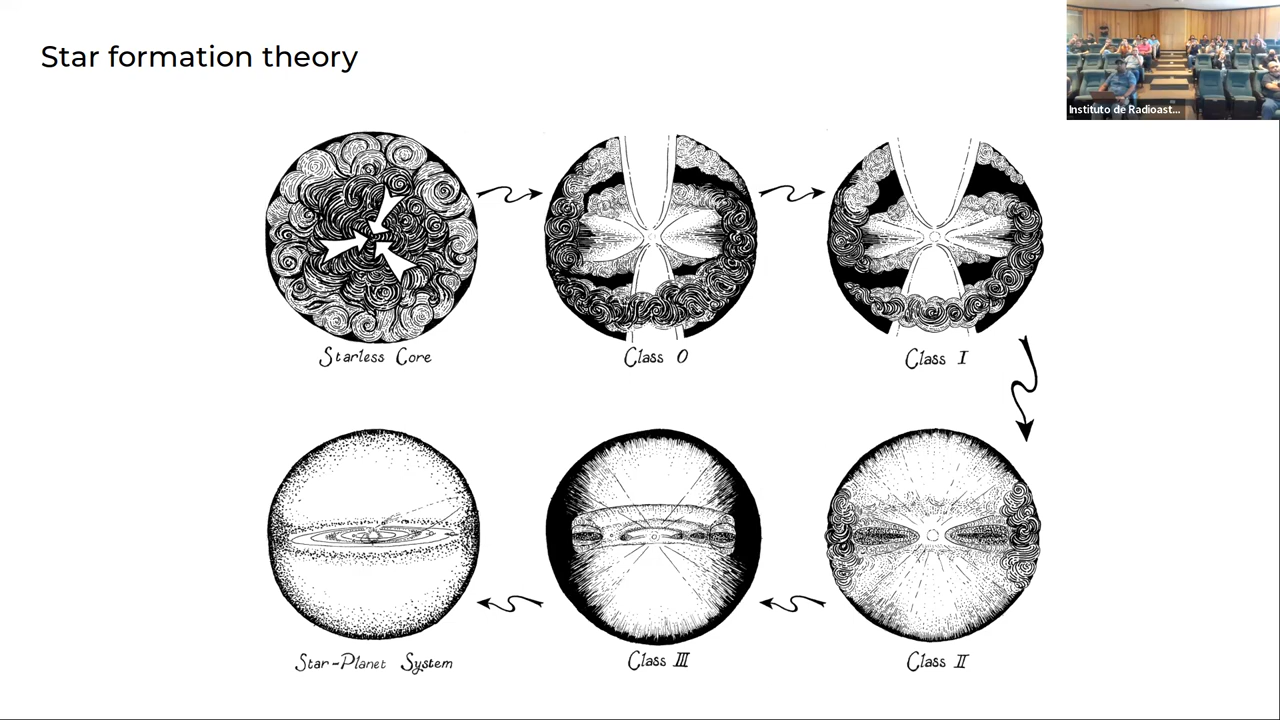 Star formation theory
Instituto de Radioast...
Starless Core
Class 0
Class I
Star-Planet System
Class III
Class II